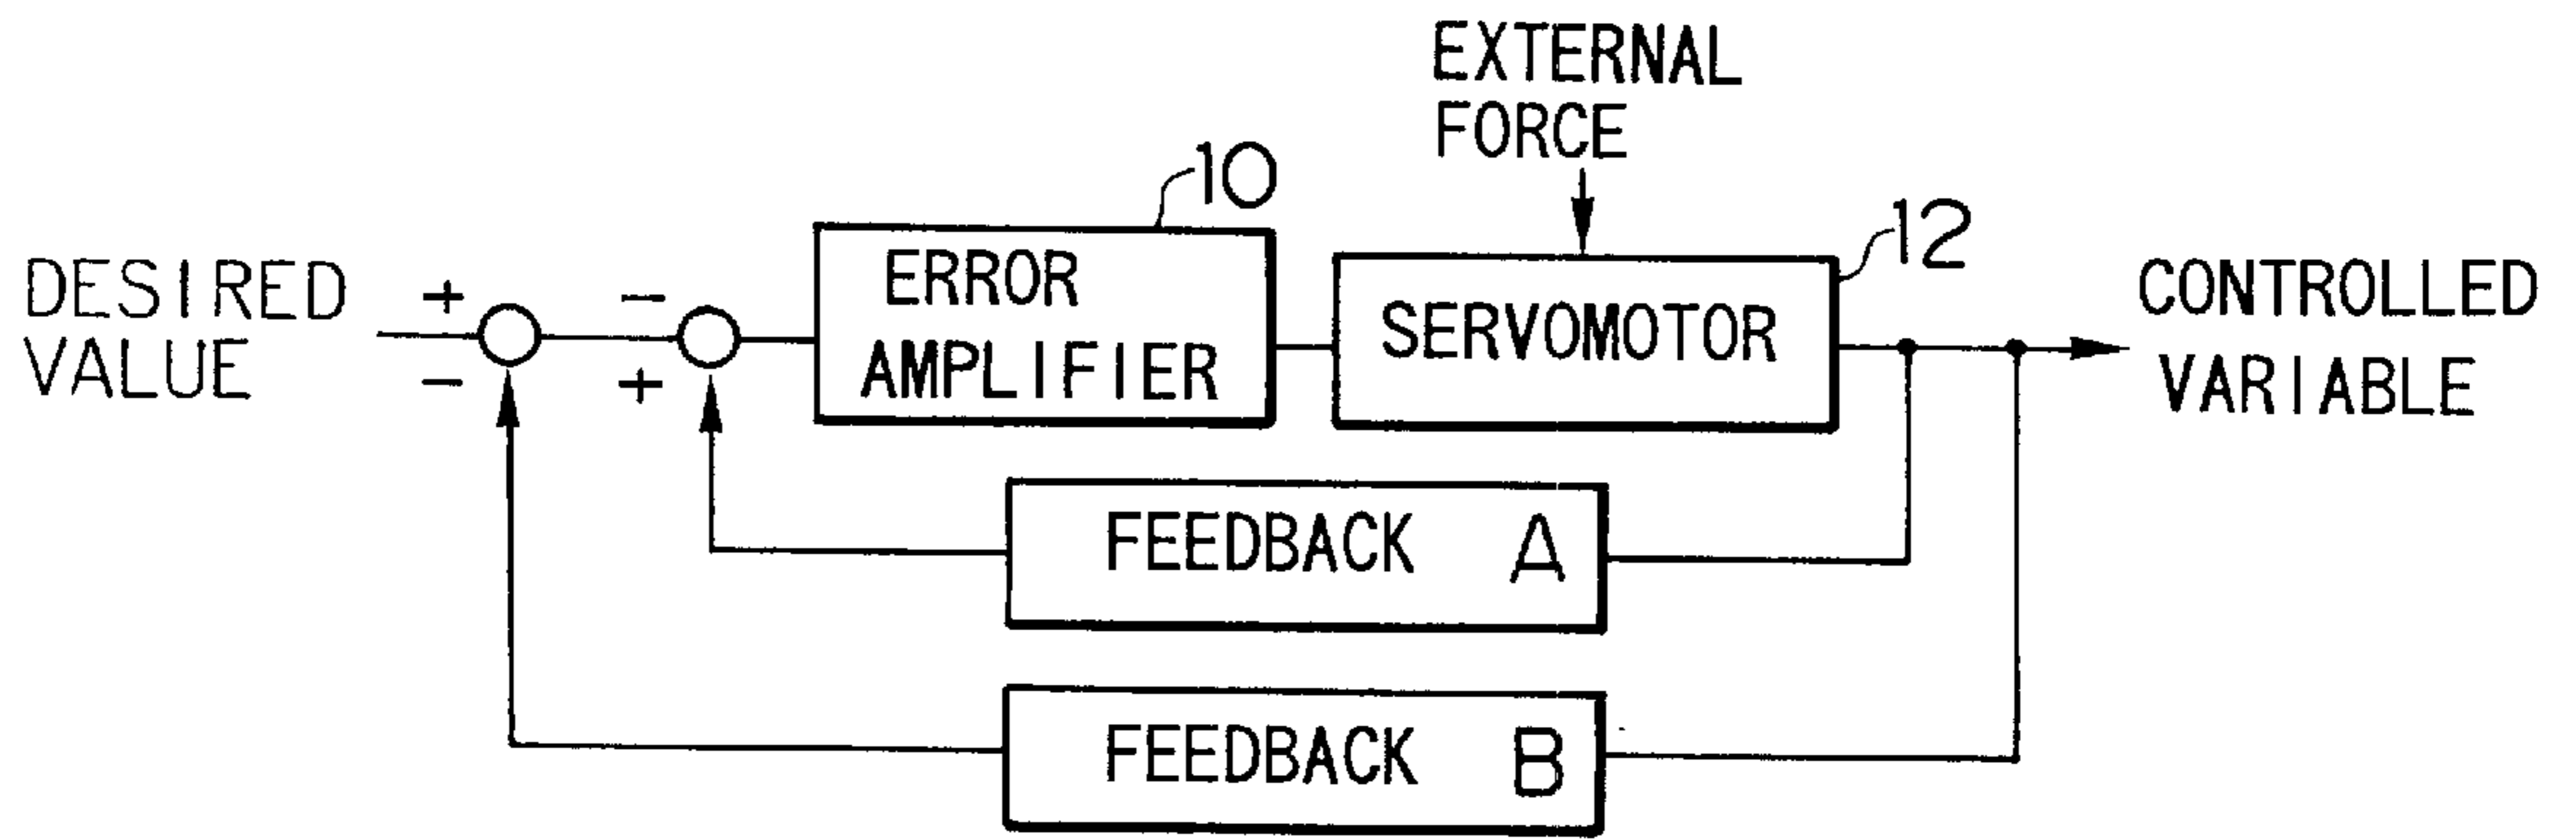 EXTERNAL
FORCE
10
12
DESIRED
VALUE
+
-
-
+
ERROR
AMPLIFIER
SERVOMOTOR
CONTROLLED
VARIABLE
FEEDBACK A
FEEDBACK B